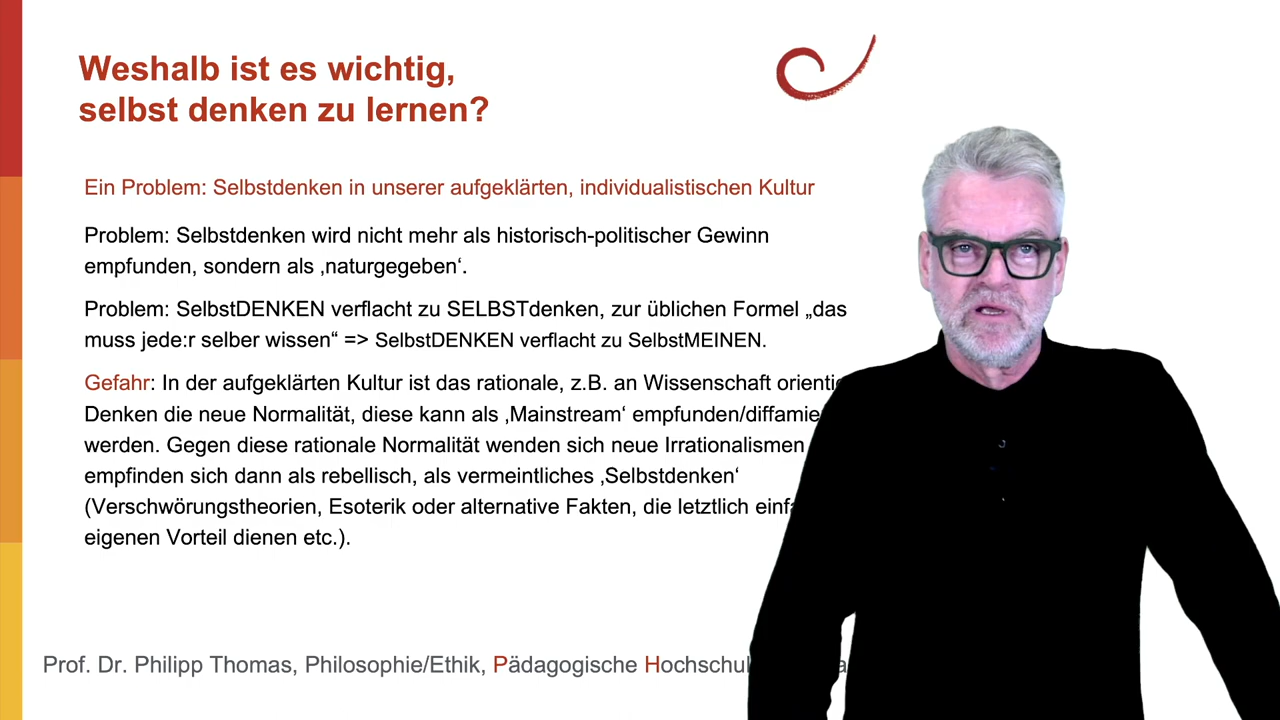 Weshalb ist es wichtig,
selbst denken zu lernen?
Ein Problem: Selbstdenken in unserer aufgeklärten, individualistischen Kultur
Problem: Selbstdenken wird nicht mehr als historisch-politischer Gewinn
empfunden, sondern als ‚naturgegeben‘.
Problem: SelbstDENKEN verflacht zu SELBSTdenken, zur üblichen Formel „das
muss jede:r selber wissen“ => SelbstDENKEN verflacht zu SelbstMEINEN.
Gefahr: In der aufgeklärten Kultur ist das rationale, z.B. an Wissenschaft
Denken die neue Normalität, diese kann als ‚Mainstream‘
werden. Gegen diese rationale Normalität wenden sich neue Irrationalismen
empfinden sich dann als rebellisch, als vermeintliches ‚Selbstdenken‘
(Verschwörungstheorien, Esoterik oder alternative Fakten, die letztlich
eigenen Vorteil dienen etc.).
Prof. Dr. Philipp Thomas, Philosophie/Ethik, Pädagogische